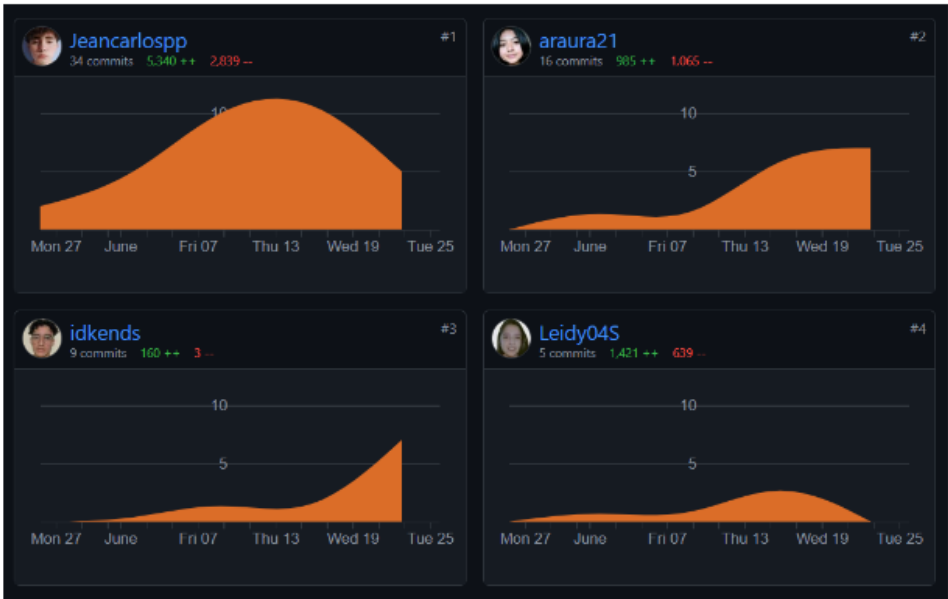 Jeancarlospp #1
34 commits 5,340 ++ 2,839 --
10
Mon 27 June Fri 07 Thu 13 Wed 19 Tue 25
araura21 #2
16 commits 985 ++ 1,065 --
10
5
Mon 27 June Fri 07 Thu 13 Wed 19 Tue 25
idkends #3
9 commits 160 ++ 3 --
10
5
Mon 27 June Fri 07 Thu 13 Wed 19 Tue 25
Leidy04S #4
5 commits 1,421 ++ 639 --
10
5
Mon 27 June Fri 07 Thu 13 Wed 19 Tue 25